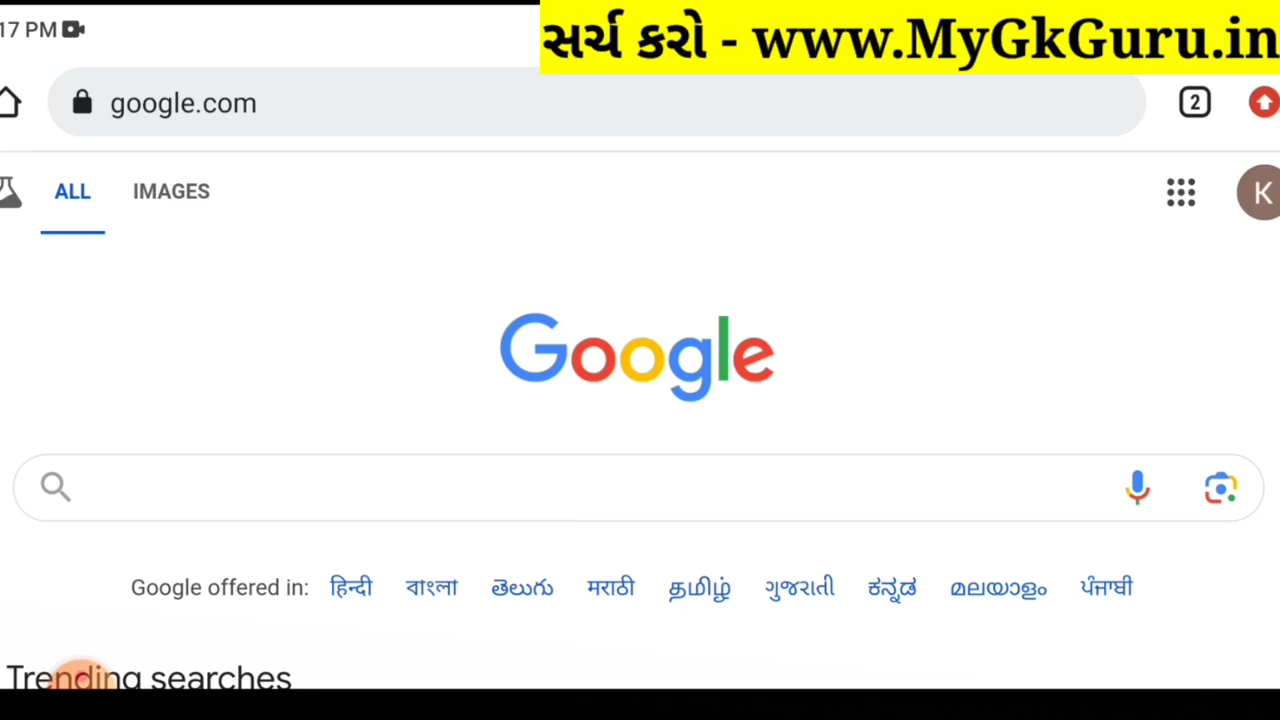 17 PM
સર્ચ કરો - www.MyGkGuru.in
google.com
2
ALL IMAGES
K
Google
Google offered in: हिन्दी বাংলা తెలుగు मराठी தமிழ் ગુજરાતી ಕನ್ನಡ മലയാളം ਪੰਜਾਬੀ
Trending searches